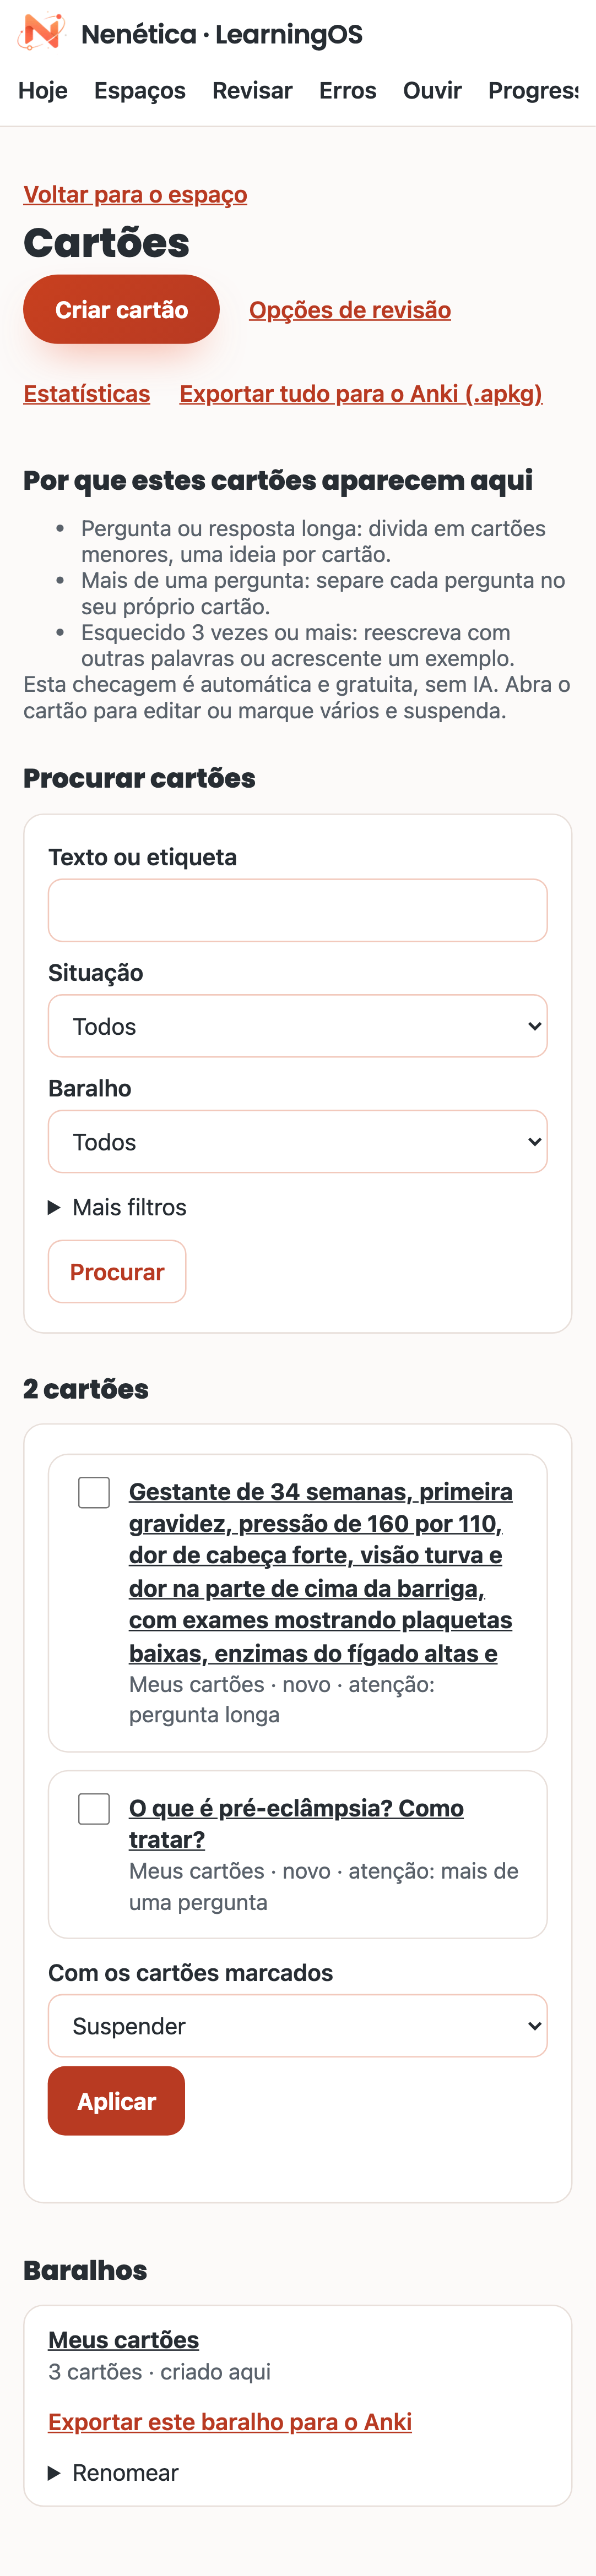 Nenética · LearningOS
Hoje Espaços Revisar Erros Ouvir Progress
Voltar para o espaço
Cartões
Criar cartão Opções de revisão
Estatísticas Exportar tudo para o Anki (.apkg)
Por que estes cartões aparecem aqui
• Pergunta ou resposta longa: divida em cartões
menores, uma ideia por cartão.
• Mais de uma pergunta: separe cada pergunta no
seu próprio cartão.
• Esquecido 3 vezes ou mais: reescreva com
outras palavras ou acrescente um exemplo.
Esta checagem é automática e gratuita, sem IA. Abra o
cartão para editar ou marque vários e suspenda.
Procurar cartões
Texto ou etiqueta
Situação
Todos
Baralho
Todos
Mais filtros
Procurar
2 cartões
Gestante de 34 semanas, primeira
gravidez, pressão de 160 por 110,
dor de cabeça forte, visão turva e
dor na parte de cima da barriga,
com exames mostrando plaquetas
baixas, enzimas do fígado altas e
Meus cartões · novo · atenção:
pergunta longa
O que é pré-eclâmpsia? Como
tratar?
Meus cartões · novo · atenção: mais de
uma pergunta
Com os cartões marcados
Suspender
Aplicar
Baralhos
Meus cartões
3 cartões · criado aqui
Exportar este baralho para o Anki
Renomear